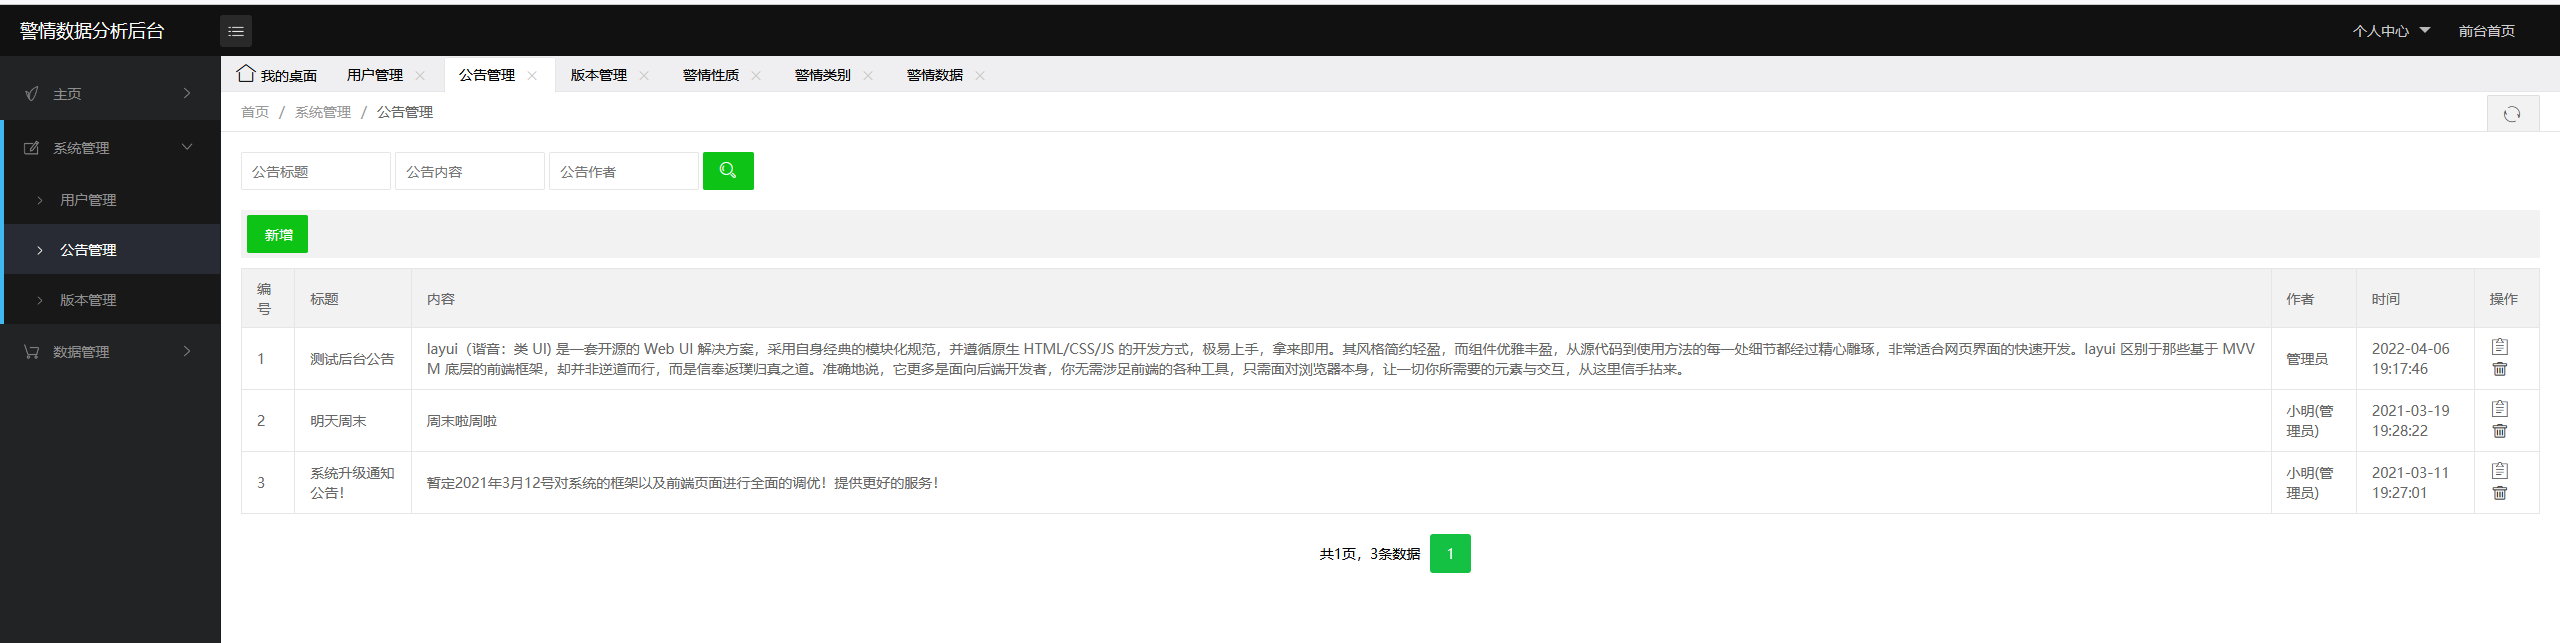 警情数据分析后台
个人中心
前台首页
主页
系统管理
用户管理
公告管理
版本管理
数据管理
我的桌面 用户管理 公告管理 版本管理 警情性质 警情类别 警情数据
首页 / 系统管理 / 公告管理
公告标题 公告内容 公告作者
新增
编号 标题 内容 作者 时间 操作
1
测试后台公告
layui（谐音：类 UI) 是一套开源的 Web UI 解决方案，采用自身经典的模块化规范，并遵循原生 HTML/CSS/JS 的开发方式，极易上手，拿来即用。其风格简约轻盈，而组件优雅丰盈，从源代码到使用方法的每一处细节都经过精心雕琢，非常适合网页界面的快速开发。layui 区别于那些基于 MVV
M 底层的前端框架，却并非逆道而行，而是信奉返璞归真之道。准确地说，它更多是面向后端开发者，你无需涉足前端的各种工具，只需面对浏览器本身，让一切你所需要的元素与交互，从这里信手拈来。
管理员
2022-04-06
19:17:46
2
明天周末
周末啦周啦
小明(管
理员)
2021-03-19
19:28:22
3
系统升级通知
公告！
暂定2021年3月12号对系统的框架以及前端页面进行全面的调优！提供更好的服务！
小明(管
理员)
2021-03-11
19:27:01
共1页，3条数据 1